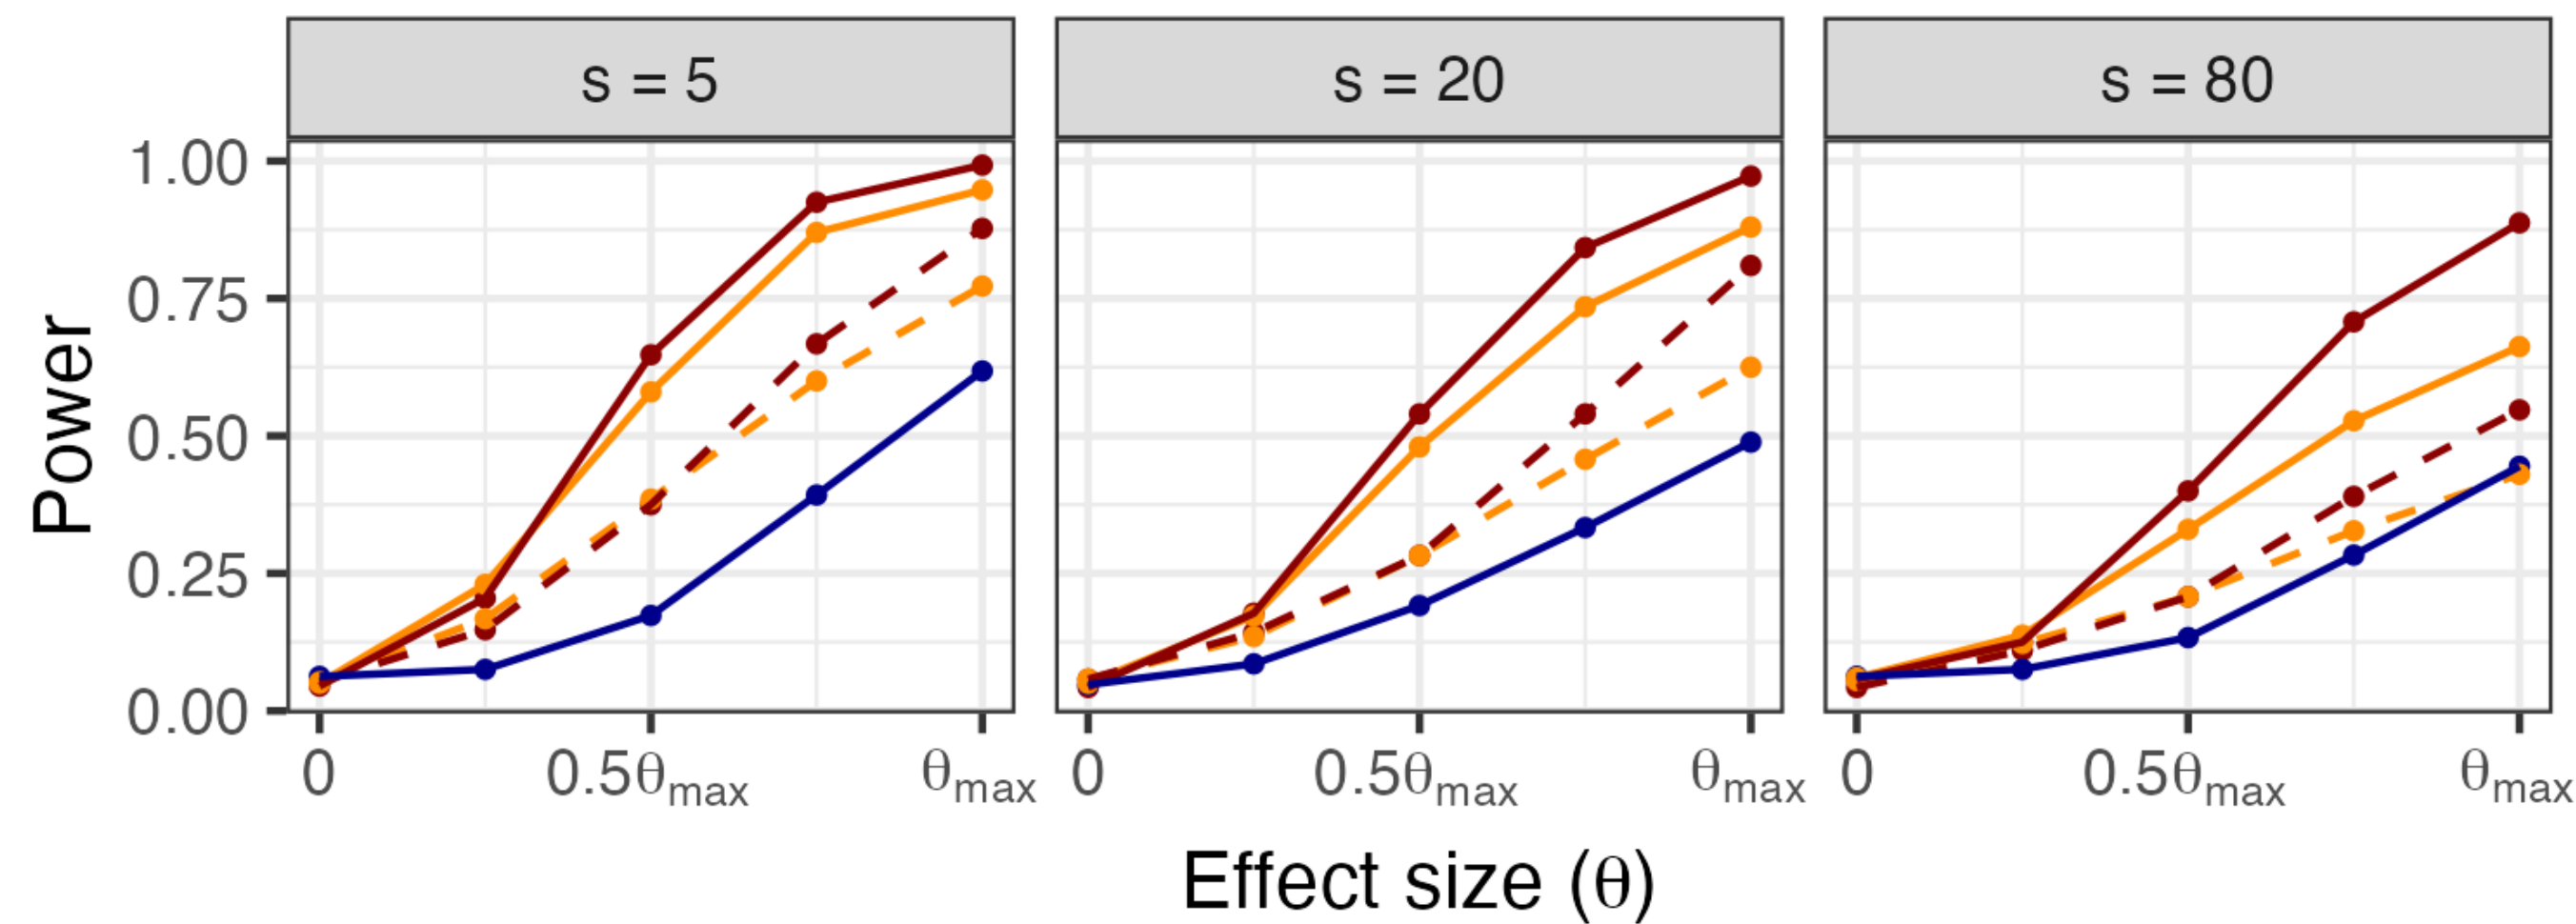 s = 5
s = 20
s = 80
Power
1.00
0.75
0.50
0.25
0.00
0 0.5θmax θmax
0 0.5θmax θmax
0 0.5θmax θmax
Effect size (θ)